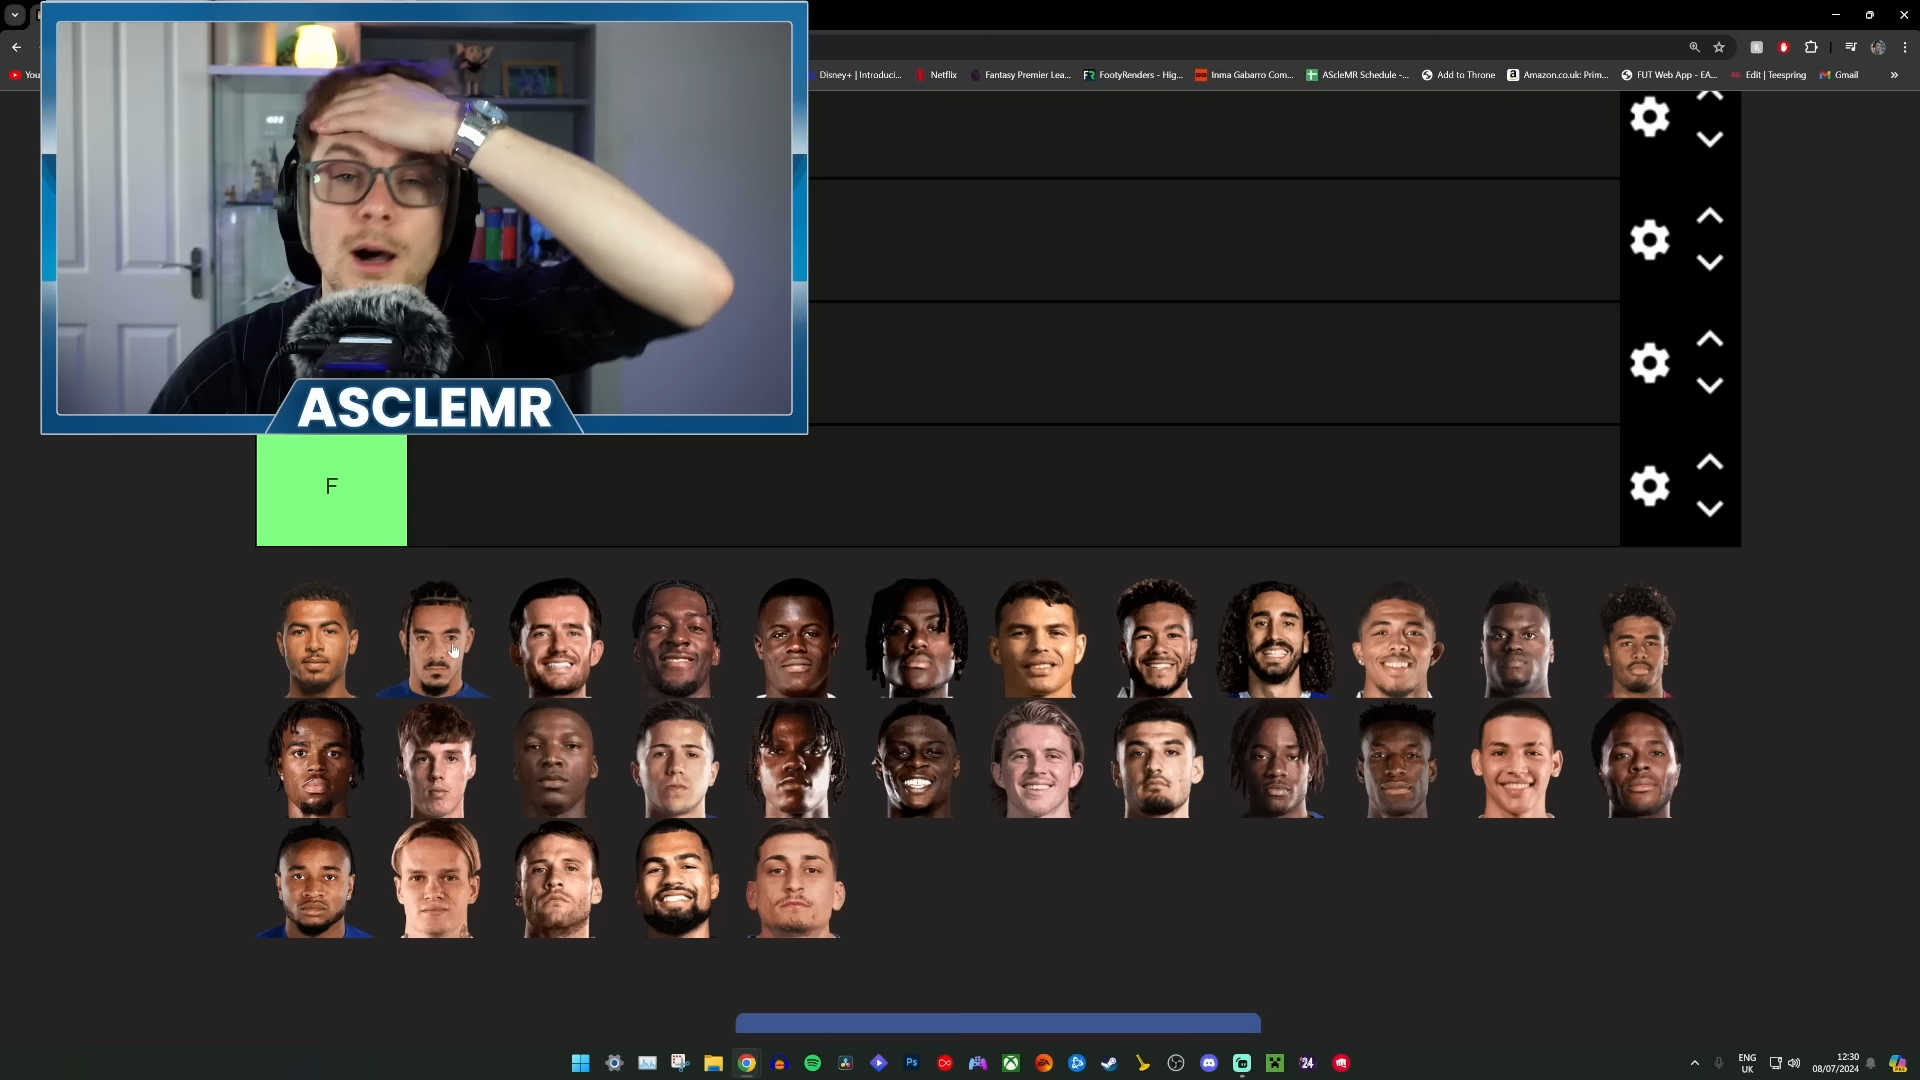 You
Disney+ | Introduci...
Netflix
Fantasy Premier Lea...
FootyRenders - Hig...
Inma Gabarro Com...
AScleMR Schedule -...
Add to Throne
Amazon.co.uk: Prim...
FUT Web App - EA...
Edit | Teespring
Gmail
ASCLEMR
F
ENG
UK
12:30
08/07/2024